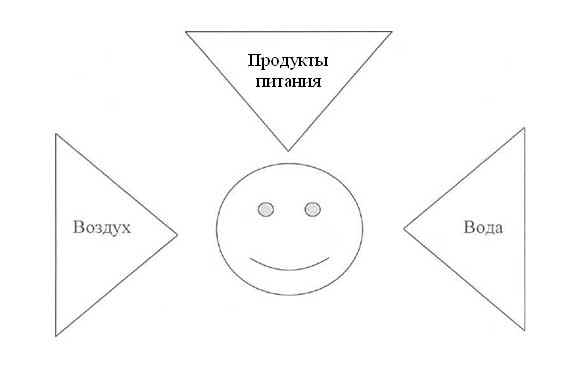 Продукты
питания
Воздух
Вода